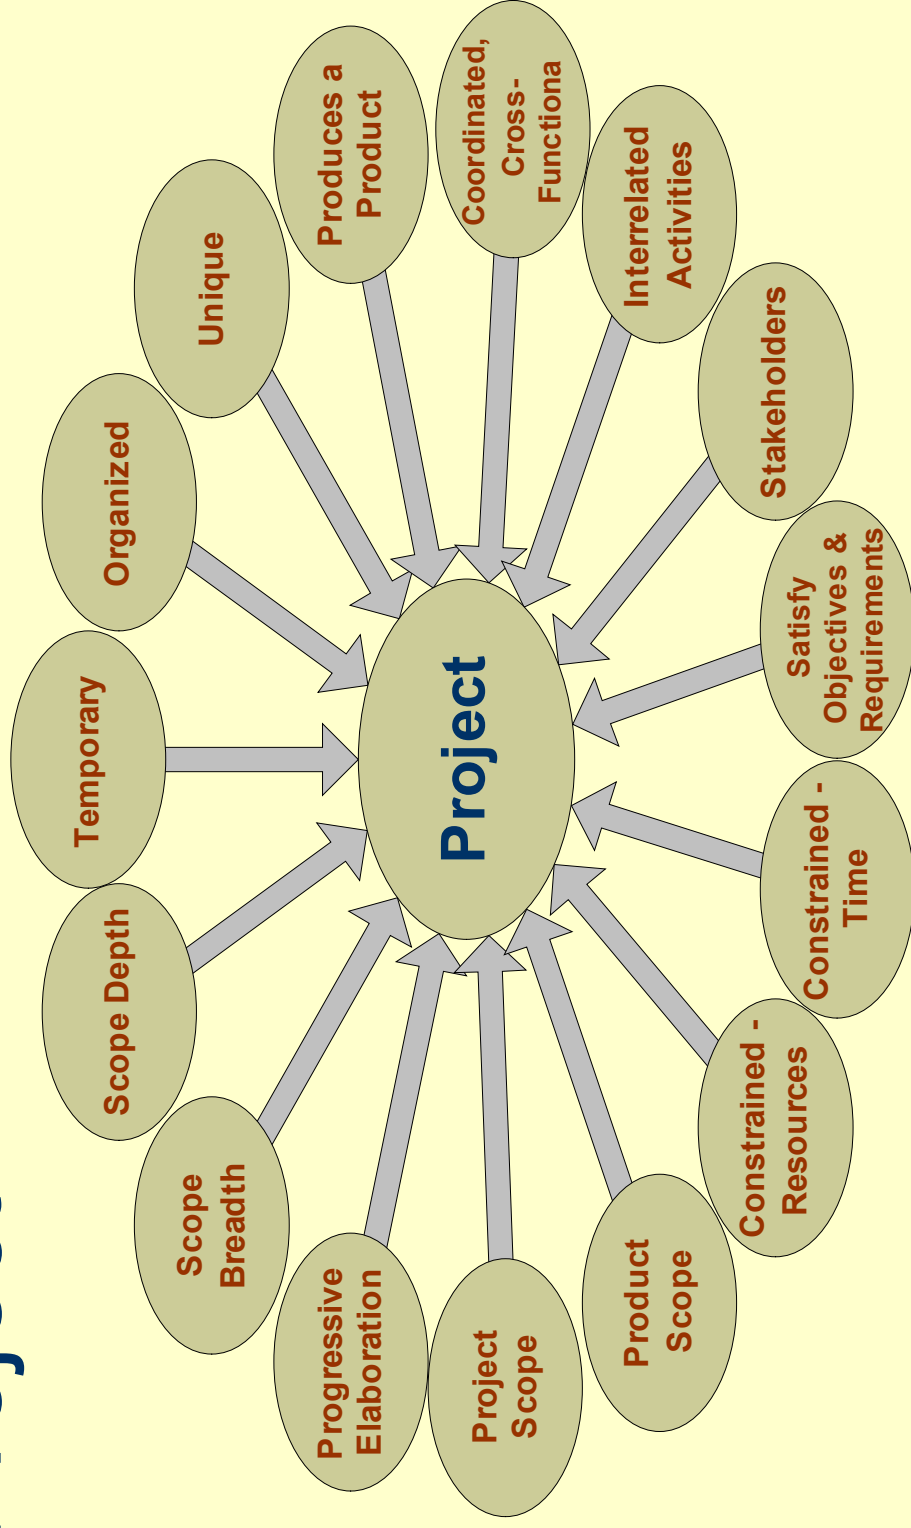 Temporary
Organized
Unique
Produces a
Product
Coordinated,
Cross-
Functiona
Interrelated
Activities
Stakeholders
Satisfy
Objectives &
Requirements
Constrained -
Time
Constrained -
Resources
Product
Scope
Project
Scope
Progressive
Elaboration
Scope
Breadth
Scope Depth
Project